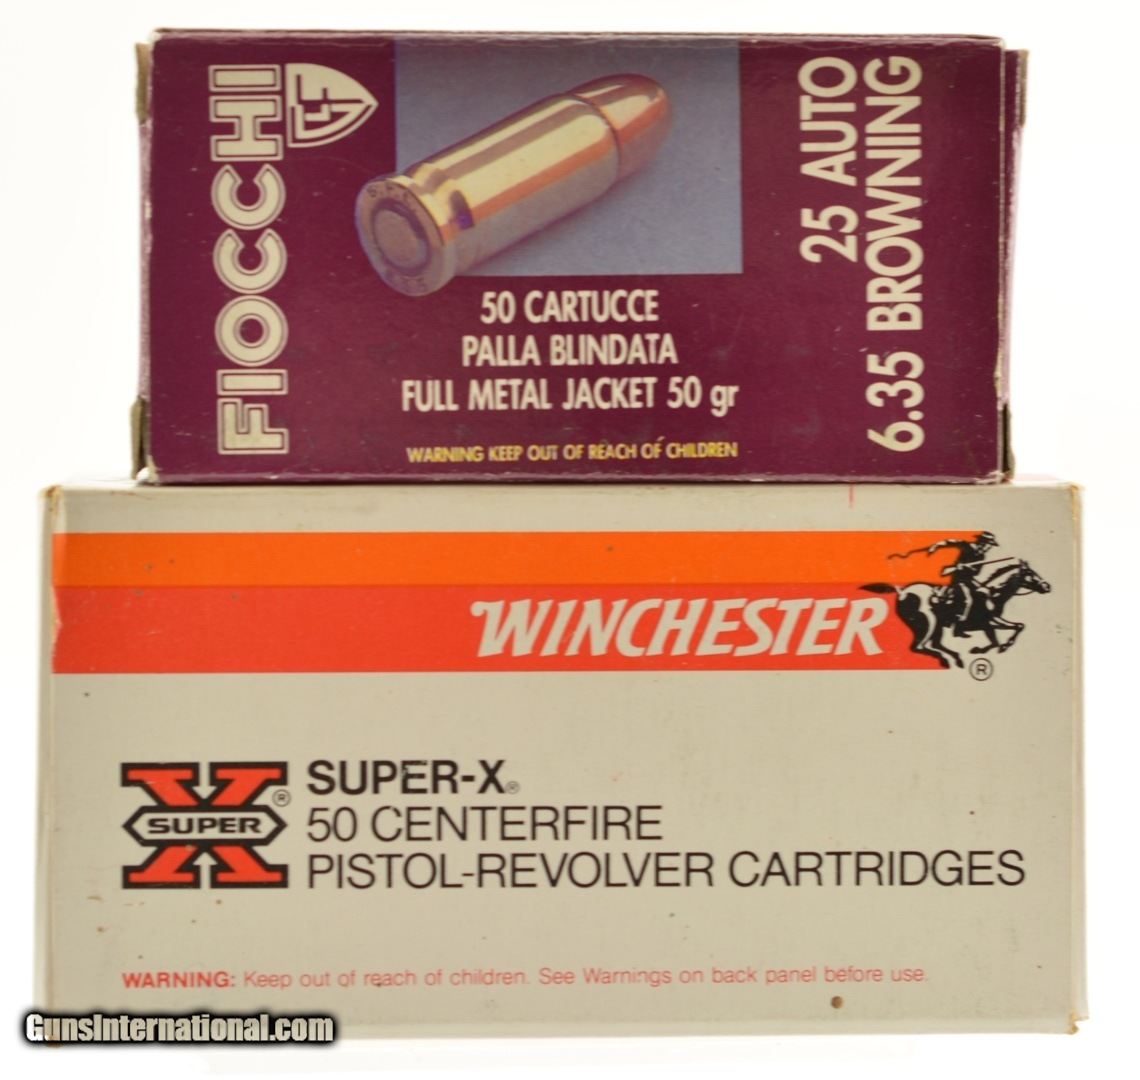 FIOCCHI
GFL
50 CARTUCCE
PALLA BLINDATA
FULL METAL JACKET 50 gr
WARNING KEEP OUT OF REACH OF CHILDREN
25 AUTO
6.35 BROWNING
WINCHESTER
®
X
SUPER
®
SUPER-X®
50 CENTERFIRE
PISTOL-REVOLVER CARTRIDGES
WARNING: Keep out of reach of children. See Warnings on back panel before use.
GunsInternational.com